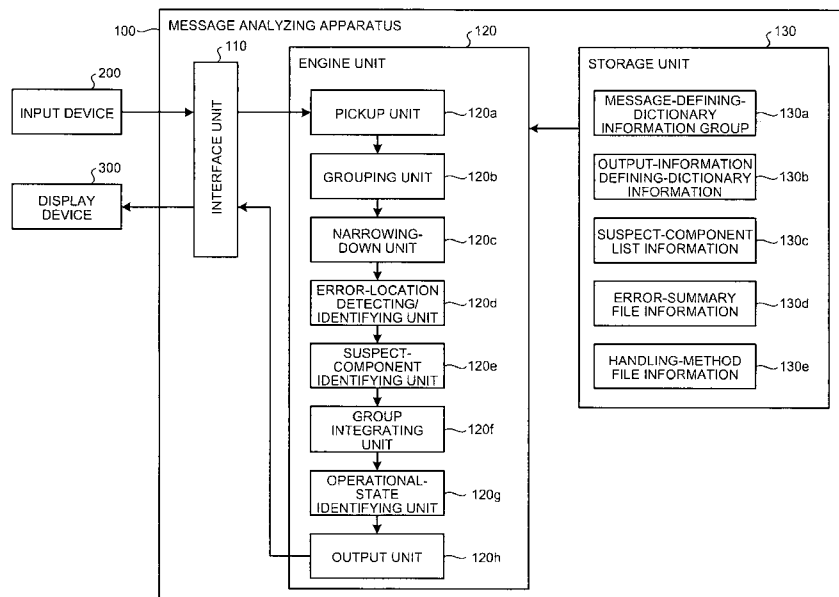 MESSAGE ANALYZING APPARATUS
100
110
120
130
200
INPUT DEVICE
300
DISPLAY DEVICE
INTERFACE UNIT
ENGINE UNIT
PICKUP UNIT
120a
GROUPING UNIT
120b
NARROWING-
DOWN UNIT
120c
ERROR-LOCATION
DETECTING/
IDENTIFYING UNIT
120d
SUSPECT-
COMPONENT
IDENTIFYING UNIT
120e
GROUP
INTEGRATING
UNIT
120f
OPERATIONAL-
STATE
IDENTIFYING UNIT
120g
OUTPUT UNIT
120h
STORAGE UNIT
MESSAGE-DEFINING-
DICTIONARY
INFORMATION GROUP
130a
OUTPUT-INFORMATION
DEFINING-DICTIONARY
INFORMATION
130b
SUSPECT-COMPONENT
LIST INFORMATION
130c
ERROR-SUMMARY
FILE INFORMATION
130d
HANDLING-METHOD
FILE INFORMATION
130e